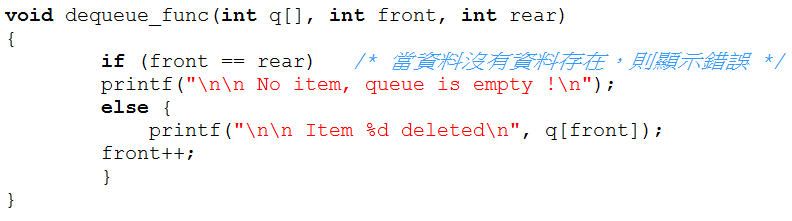 void dequeue_func(int q[], int front, int rear)
{
if (front == rear) /* 當資料沒有資料存在，則顯示錯誤 */
printf("\n\n No item, queue is empty !\n");
else {
printf("\n\n Item %d deleted\n", q[front]);
front++;
}
}